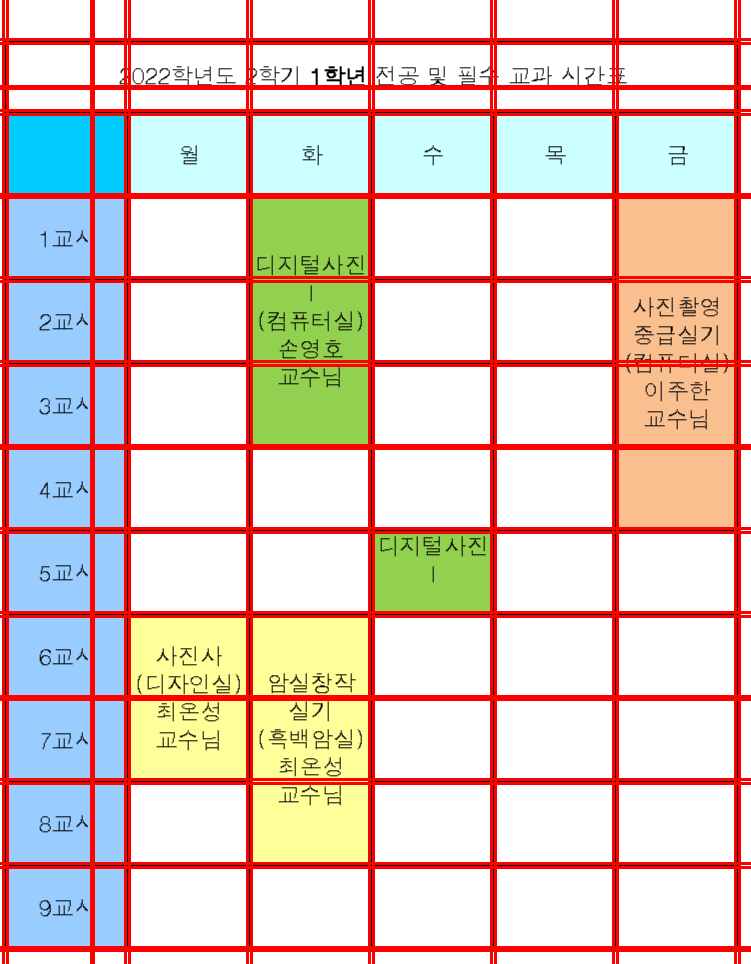 2022학년도 2학기 1학년 전공 및 필수 교과 시간표
월 화 수 목 금
1교시
디지털사진
I
(컴퓨터실)
손영호
교수님
사진촬영
중급실기
(컴퓨터실)
이주한
교수님
2교시
3교시
4교시
5교시
디지털사진
I
6교시
사진사
(디자인실)
최온성
교수님
암실창작
실기
(흑백암실)
최온성
교수님
7교시
8교시
9교시